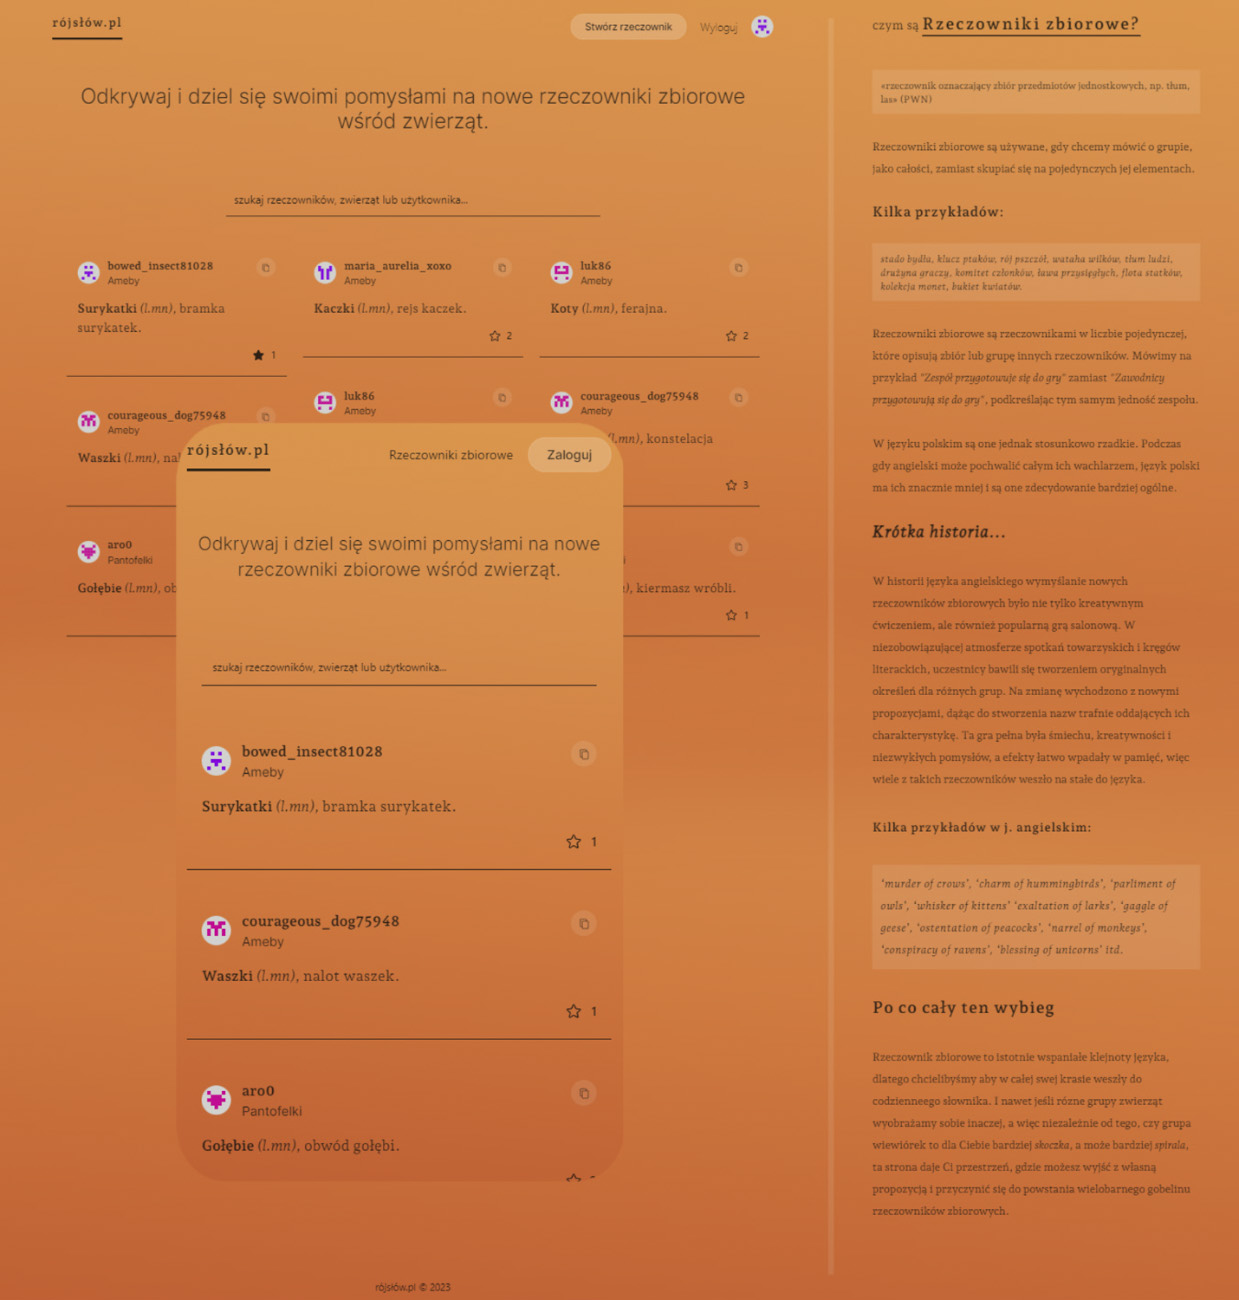 rójsłów.pl
Stwórz rzeczownik
Wyloguj
Odkrywaj i dziel się swoimi pomysłami na nowe rzeczowniki zbiorowe
wśród zwierząt.
szukaj rzeczowników, zwierząt lub użytkownika...
bowed_insect81028
Ameby
Surykatki (l.mn), bramka
surykatek.
1
maria_aurelia_xoxo
Ameby
Kaczki (l.mn), rejs kaczek.
2
luk86
Ameby
Koty (l.mn), ferajna.
2
courageous_dog75948
Ameby
Waszki (l.mn), nal
luk86
Ameby
courageous_dog75948
Ameby
(l.mn), konstelacja
3
aro0
Pantofelki
Gołębie (l.mn), ob
), kiermasz wróbli.
1
rójsłów.pl
Rzeczowniki zbiorowe
Zaloguj
Odkrywaj i dziel się swoimi pomysłami na nowe
rzeczowniki zbiorowe wśród zwierząt.
szukaj rzeczowników, zwierząt lub użytkownika...
bowed_insect81028
Ameby
Surykatki (l.mn), bramka surykatek.
1
courageous_dog75948
Ameby
Waszki (l.mn), nalot waszek.
1
aro0
Pantofelki
Gołębie (l.mn), obwód gołębi.
rójsłów.pl © 2023
czym są Rzeczowniki zbiorowe?
«rzeczownik oznaczający zbiór przedmiotów jednostkowych, np. tłum,
las» (PWN)
Rzeczowniki zbiorowe są używane, gdy chcemy mówić o grupie,
jako całości, zamiast skupiać się na pojedynczych jej elementach.
Kilka przykładów:
stado bydła, klucz ptaków, rój pszczół, wataha wilków, tłum ludzi,
drużyna graczy, komitet członków, ława przysięgłych, flota statków,
kolekcja monet, bukiet kwiatów.
Rzeczowniki zbiorowe są rzeczownikami w liczbie pojedynczej,
które opisują zbiór lub grupę innych rzeczowników. Mówimy na
przykład "Zespół przygotowuje się do gry" zamiast "Zawodnicy
przygotowują się do gry", podkreślając tym samym jedność zespołu.
W języku polskim są one jednak stosunkowo rzadkie. Podczas
gdy angielski może pochwalić całym ich wachlarzem, język polski
ma ich znacznie mniej i są one zdecydowanie bardziej ogólne.
Krótka historia...
W historii języka angielskiego wymyślanie nowych
rzeczowników zbiorowych było nie tylko kreatywnym
ćwiczeniem, ale również popularną grą salonową. W
niezobowiązującej atmosferze spotkań towarzyskich i kręgów
literackich, uczestnicy bawili się tworzeniem oryginalnych
określeń dla różnych grup. Na zmianę wychodzono z nowymi
propozycjami, dążąc do stworzenia nazw trafnie oddających ich
charakterystykę. Ta gra pełna była śmiechu, kreatywności i
niezwykłych pomysłów, a efekty łatwo wpadały w pamięć, więc
wiele z takich rzeczowników weszło na stałe do języka.
Kilka przykładów w j. angielskim:
‘murder of crows’, ‘charm of hummingbirds’, ‘parliment of
owls’, ‘whisker of kittens’ ‘exaltation of larks’, ‘gaggle of
geese’, ‘ostentation of peacocks’, ‘narrel of monkeys’,
‘conspiracy of ravens’, ‘blessing of unicorns’ itd.
Po co cały ten wybieg
Rzeczownik zbiorowe to istotnie wspaniałe klejnoty języka,
dlatego chcielibyśmy aby w całej swej krasie weszły do
codzienneego słownika. I nawet jeśli rózne grupy zwierząt
wyobrażamy sobie inaczej, a więc niezależnie od tego, czy grupa
wiewiórek to dla Ciebie bardziej skoczka, a może bardziej spirala,
ta strona daje Ci przestrzeń, gdzie możesz wyjść z własną
propozycją i przyczynić się do powstania wielobarnego gobelinu
rzeczowników zbiorowych.